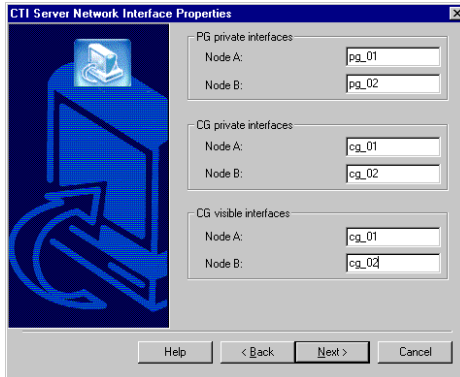 CTI Server Network Interface Properties
PG private interfaces
Node A: pg_01
Node B: pg_02
CG private interfaces
Node A: cg_01
Node B: cg_02
CG visible interfaces
Node A: cg_01
Node B: cg_02
Help < Back Next > Cancel